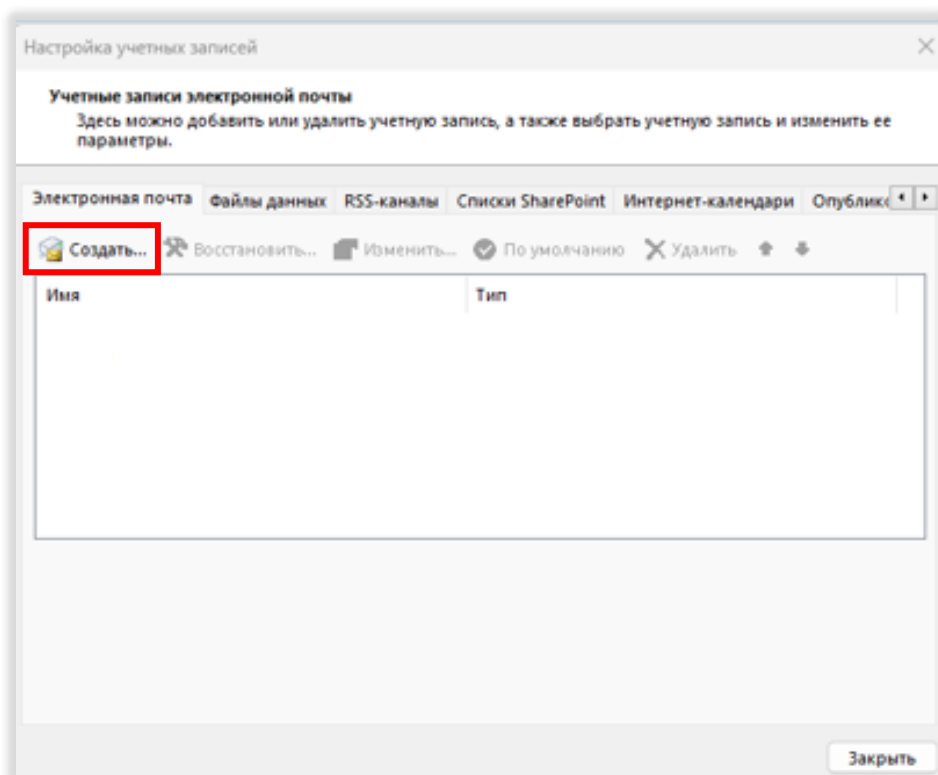 Настройка учетных записей
Учетные записи электронной почты
Здесь можно добавить или удалить учетную запись, а также выбрать учетную запись и изменить ее
параметры.
Электронная почта Файлы данных RSS-каналы Списки SharePoint Интернет-календари Опублико
Создать... Восстановить... Изменить... По умолчанию Удалить
Имя Тип
Закрыть